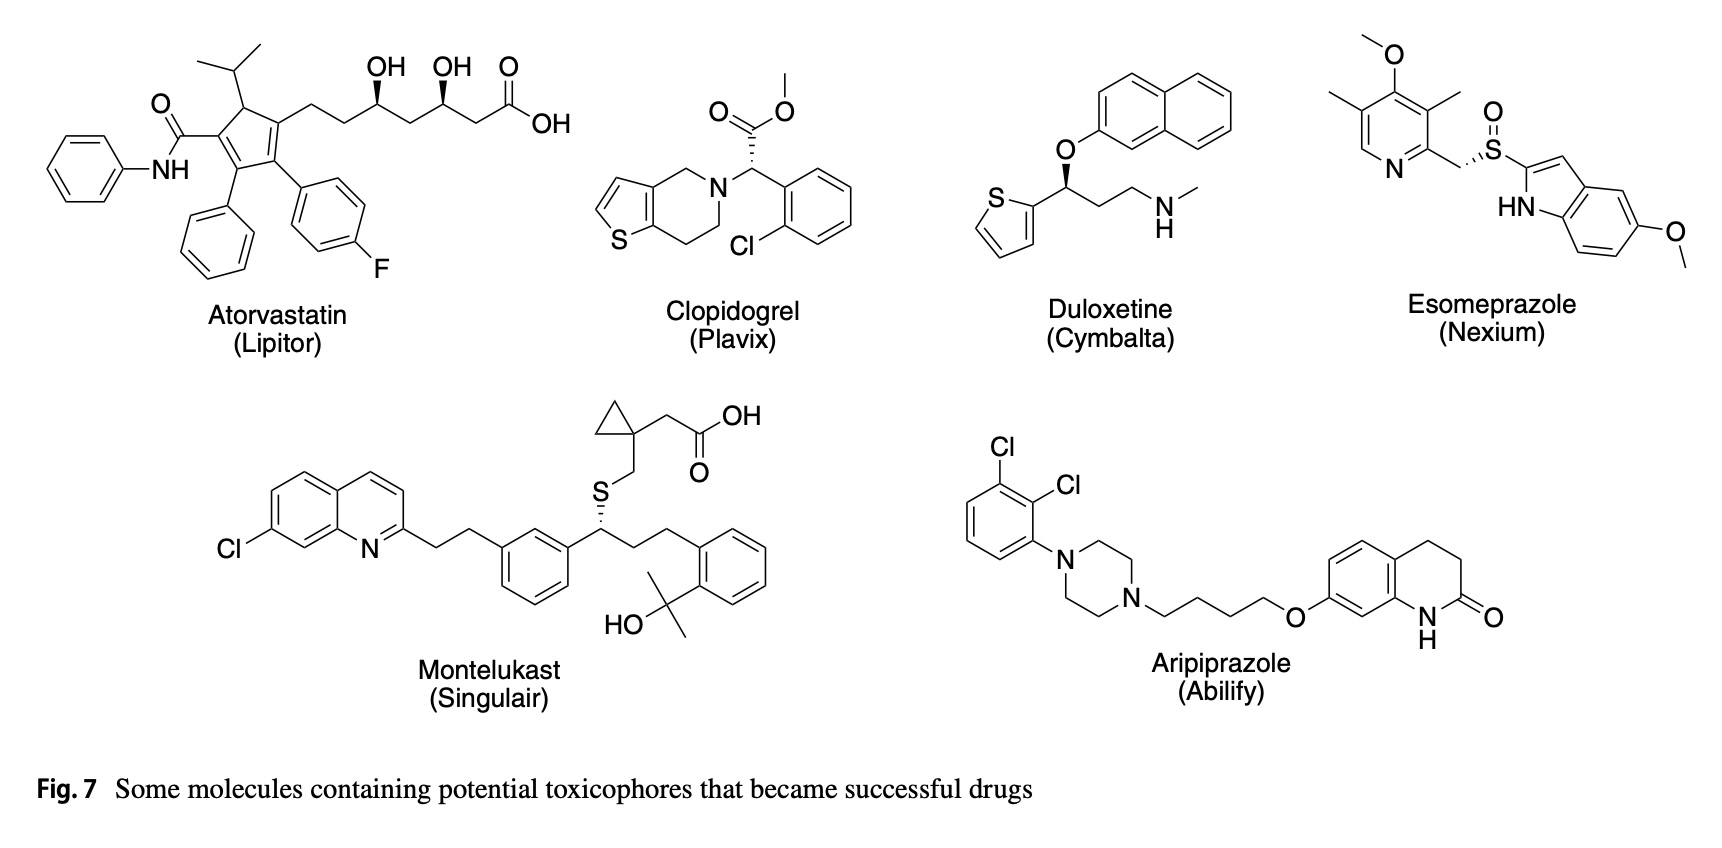 OH
OH
O
OH
O
NH
F
Atorvastatin
(Lipitor)
O
O
N
S
Cl
Clopidogrel
(Plavix)
O
S
N
H
Duloxetine
(Cymbalta)
O
O
S
N
HN
O
Esomeprazole
(Nexium)
OH
O
S
Cl
N
HO
Montelukast
(Singulair)
Cl
Cl
N
N
O
N
H
O
Aripiprazole
(Abilify)
Fig. 7 Some molecules containing potential toxicophores that became successful drugs